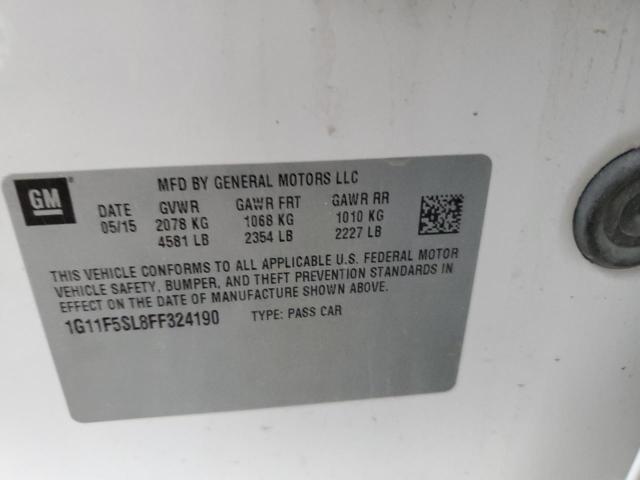 GM
MFD BY GENERAL MOTORS LLC
DATE GVWR GAWR FRT GAWR RR
05/15 2078 KG 1068 KG 1010 KG
4581 LB 2354 LB 2227 LB
THIS VEHICLE CONFORMS TO ALL APPLICABLE U.S. FEDERAL MOTOR
VEHICLE SAFETY, BUMPER, AND THEFT PREVENTION STANDARDS IN
EFFECT ON THE DATE OF MANUFACTURE SHOWN ABOVE.
1G11F5SL8FF324190 TYPE: PASS CAR